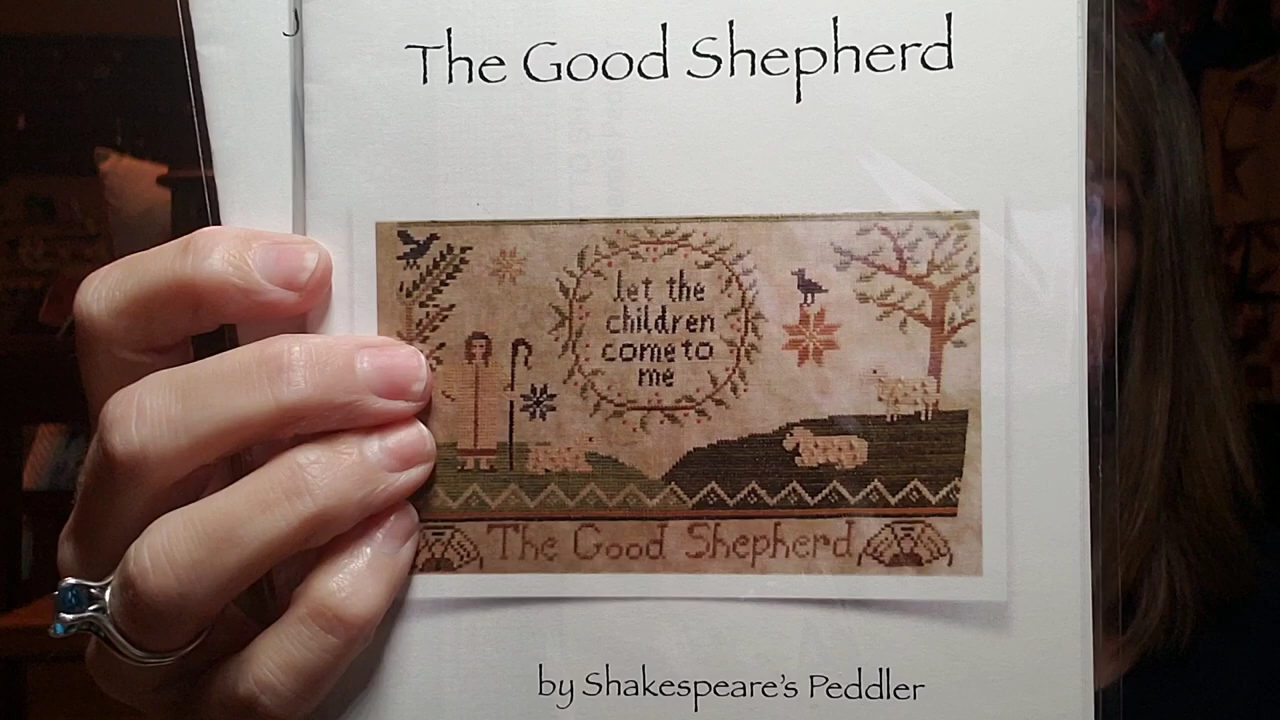 The Good Shepherd
let the
children
come to
me
The Good Shepherd
by Shakespeare's Peddler